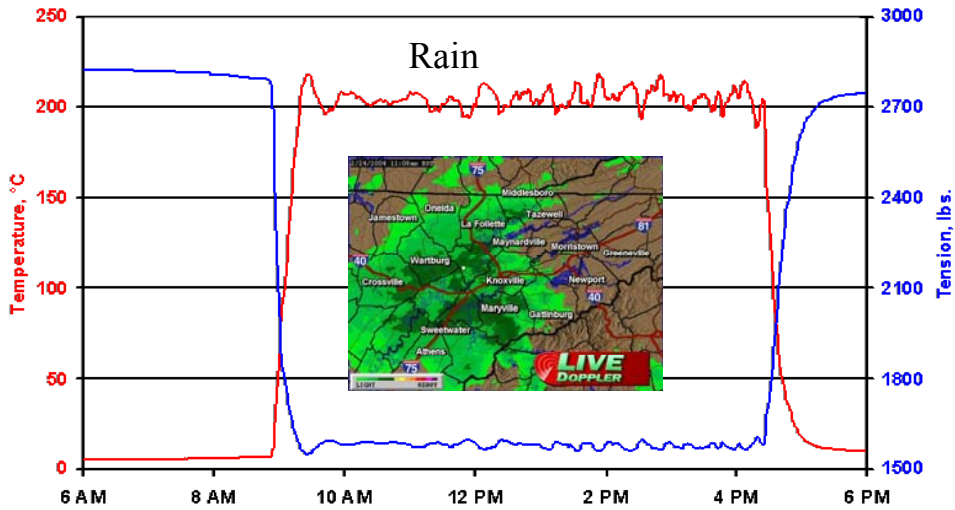 250
200
150
100
50
0
Temperature, °C
3000
2700
2400
2100
1800
1500
Tension, lbs.
Rain
75
Middlesboro
Oneida
Jamestown
Tazewell
La Follette
81
Maynardville
Morristown
Greeneville
40
Wartburg
Crossville
Knoxville
Newport
40
Maryville
Gatlinburg
Sweetwater
Athens
75
LIVE
DOPPLER
LIGHT
HEAVY
6 AM
8 AM
10 AM
12 PM
2 PM
4 PM
6 PM